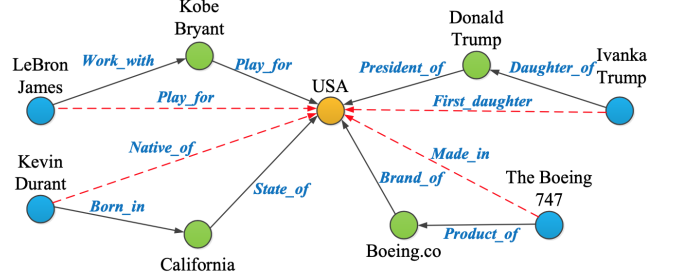 Kobe
Bryant
Donald
Trump
LeBron
James
Work_with
Play_for
USA
President_of
Daughter_of
Ivanka
Trump
Play_for
First_daughter
Kevin
Durant
Native_of
Made_in
State_of
Brand_of
The Boeing
747
Born_in
Product_of
California
Boeing.co